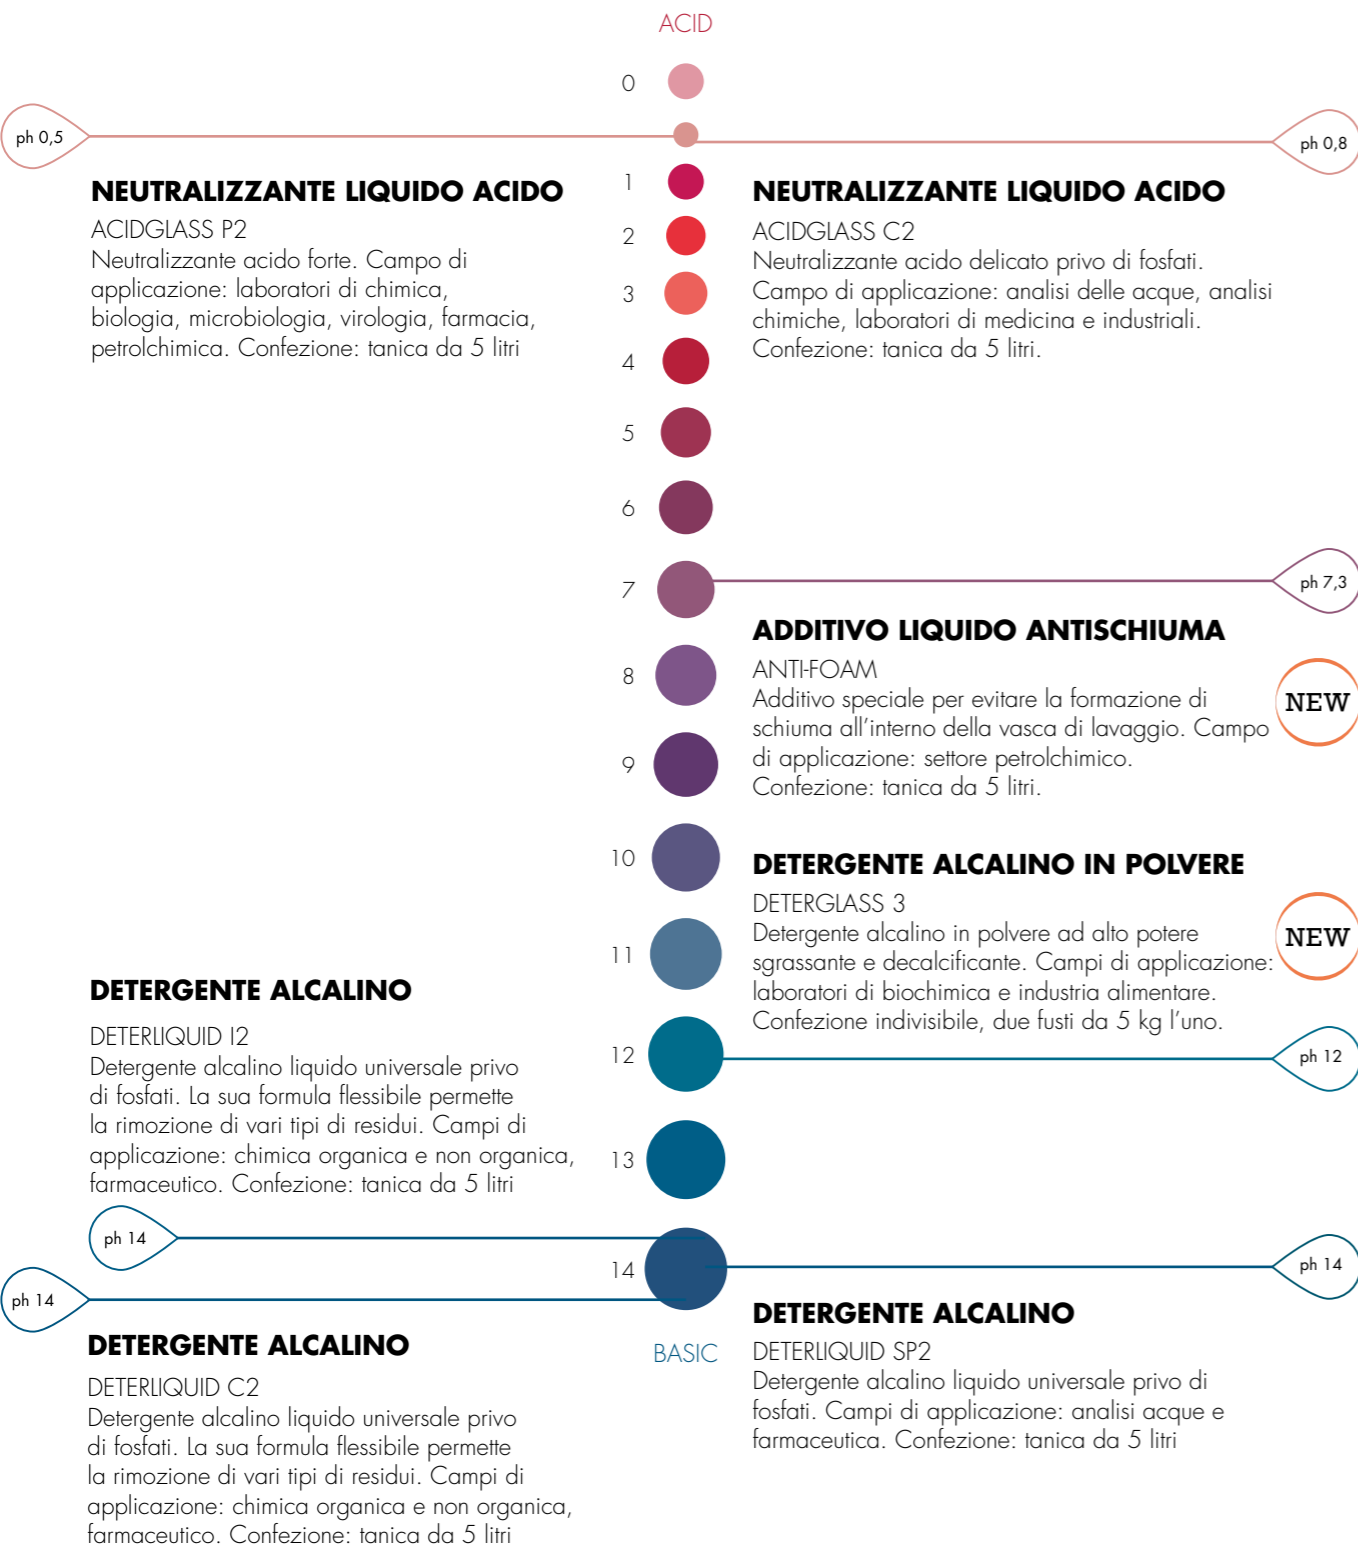 ACID
0
ph 0,5
ph 0,8
NEUTRALIZZANTE LIQUIDO ACIDO
ACIDGLASS P2
Neutralizzante acido forte. Campo di
applicazione: laboratori di chimica,
biologia, microbiologia, virologia, farmacia,
petrolchimica. Confezione: tanica da 5 litri
NEUTRALIZZANTE LIQUIDO ACIDO
ACIDGLASS C2
Neutralizzante acido delicato privo di fosfati.
Campo di applicazione: analisi delle acque, analisi
chimiche, laboratori di medicina e industriali.
Confezione: tanica da 5 litri.
1
2
3
4
5
6
7
ph 7,3
ADDITIVO LIQUIDO ANTISCHIUMA
ANTI-FOAM
Additivo speciale per evitare la formazione di
schiuma all’interno della vasca di lavaggio. Campo
di applicazione: settore petrolchimico.
Confezione: tanica da 5 litri.
NEW
8
9
10
DETERGENTE ALCALINO IN POLVERE
DETERGLASS 3
Detergente alcalino in polvere ad alto potere
sgrassante e decalcificante. Campi di applicazione:
laboratori di biochimica e industria alimentare.
Confezione indivisibile, due fusti da 5 kg l’uno.
NEW
11
12
ph 12
DETERGENTE ALCALINO
DETERLIQUID I2
Detergente alcalino liquido universale privo
di fosfati. La sua formula flessibile permette
la rimozione di vari tipi di residui. Campi di
applicazione: chimica organica e non organica,
farmaceutico. Confezione: tanica da 5 litri
13
ph 14
14
ph 14
ph 14
DETERGENTE ALCALINO
DETERLIQUID C2
Detergente alcalino liquido universale privo
di fosfati. La sua formula flessibile permette
la rimozione di vari tipi di residui. Campi di
applicazione: chimica organica e non organica,
farmaceutico. Confezione: tanica da 5 litri
BASIC
DETERGENTE ALCALINO
DETERLIQUID SP2
Detergente alcalino liquido universale privo di
fosfati. Campi di applicazione: analisi acque e
farmaceutica. Confezione: tanica da 5 litri